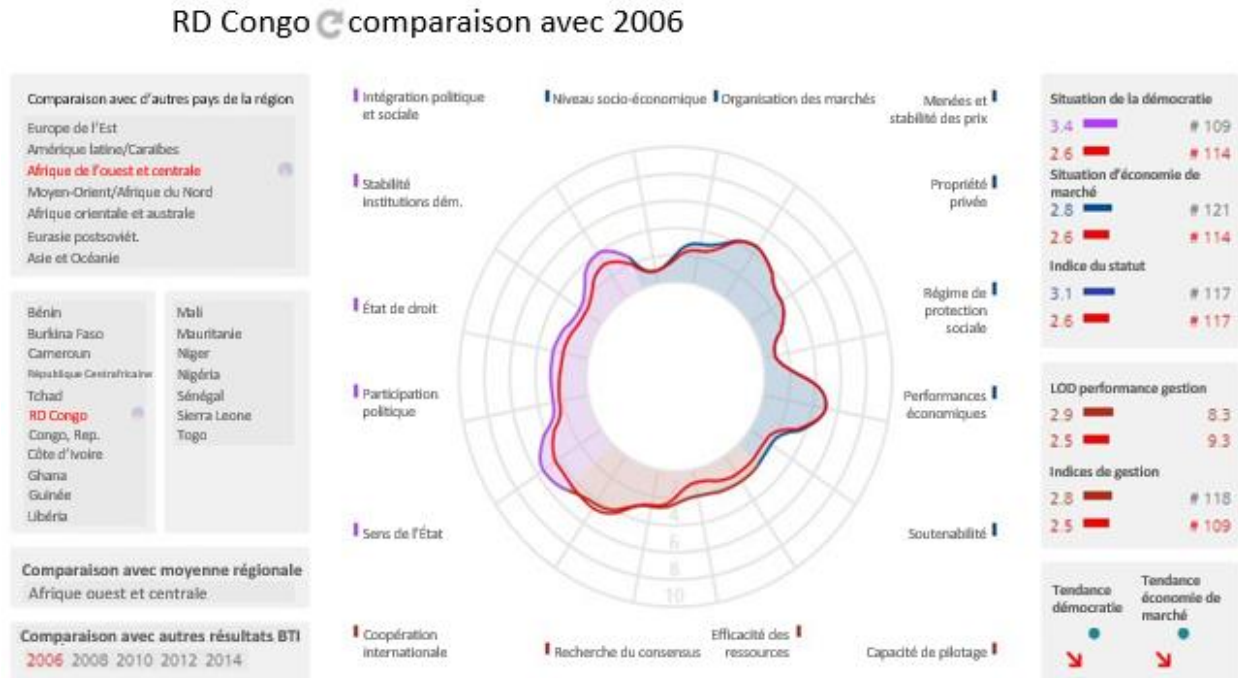 RD Congo comparaison avec 2006
Comparaison avec d'autres pays de la région
Europe de l'Est
Amérique latine/Caraïbes
Afrique de l'ouest et centrale
Moyen-Orient/Afrique du Nord
Afrique orientale et australe
Eurasie postsoviét.
Asie et Océanie
Bénin
Burkina Faso
Cameroun
République Centrafricaine
Tchad
RD Congo
Congo, Rep.
Côte d'Ivoire
Ghana
Guinée
Libéria
Mali
Mauritanie
Niger
Nigéria
Sénégal
Sierra Leone
Togo
Comparaison avec moyenne régionale
Afrique ouest et centrale
Comparaison avec autres résultats BTI
2006 2008 2010 2012 2014
Intégration politique
et sociale
Niveau socio-économique
Organisation des marchés
Menées et
stabilité des prix
Stabilité
institutions dém.
Propriété
privée
État de droit
Régime de
protection
sociale
Participation
politique
Performances
économiques
Sens de l'État
Soutenabilité
4
6
8
10
Coopération
internationale
Recherche du consensus
Efficacité des
ressources
Capacité de pilotage
Situation de la démocratie
3.4 # 109
2.6 # 114
Situation d'économie de
marché
2.8 # 121
2.6 # 114
Indice du statut
3.1 # 117
2.6 # 117
LOD performance gestion
2.9 8.3
2.5 9.3
Indices de gestion
2.8 # 118
2.5 # 109
Tendance
démocratie
Tendance
économie de
marché